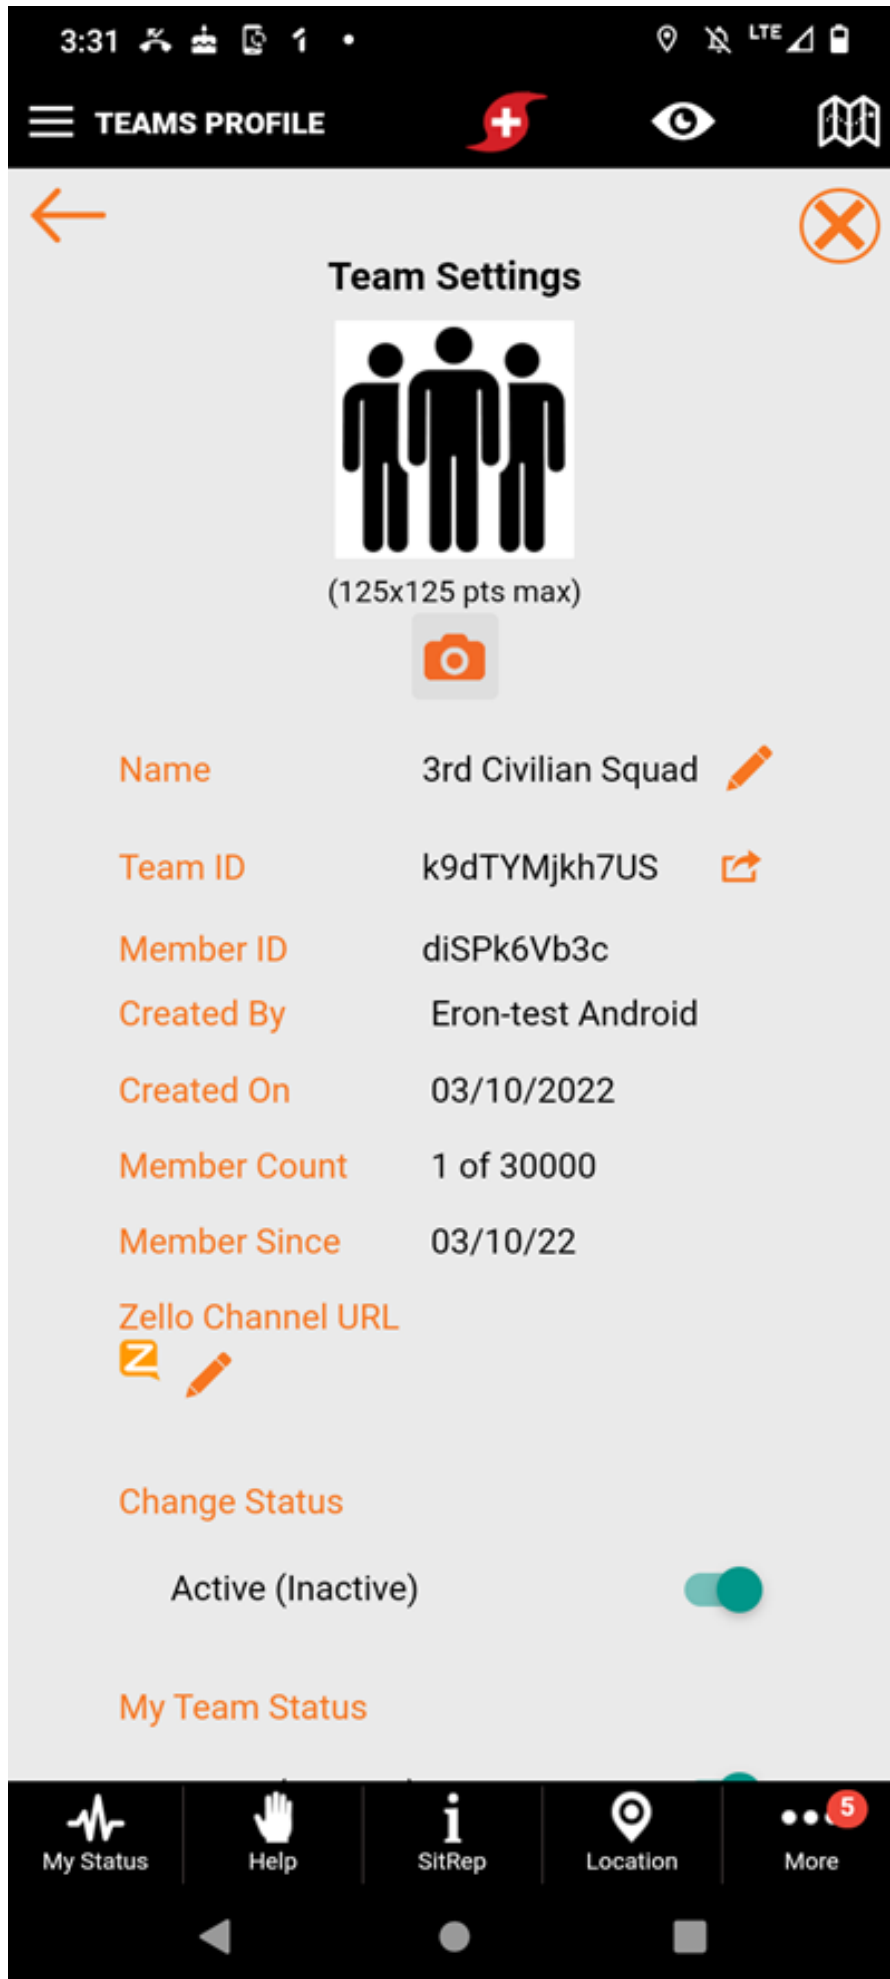 3:31 LTE
TEAMS PROFILE
Team Settings
(125x125 pts max)
Name 3rd Civilian Squad
Team ID k9dTYMjkh7US
Member ID diSPk6Vb3c
Created By Eron-test Android
Created On 03/10/2022
Member Count 1 of 30000
Member Since 03/10/22
Zello Channel URL
Z
Change Status
Active (Inactive)
My Team Status
5
My Status Help SitRep Location More